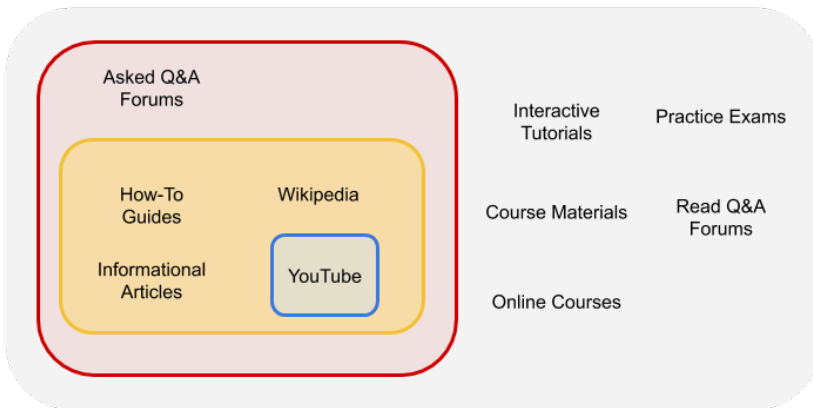 Asked Q&A
Forums
Interactive
Tutorials
Practice Exams
How-To
Guides
Wikipedia
Course Materials
Read Q&A
Forums
Informational
Articles
YouTube
Online Courses